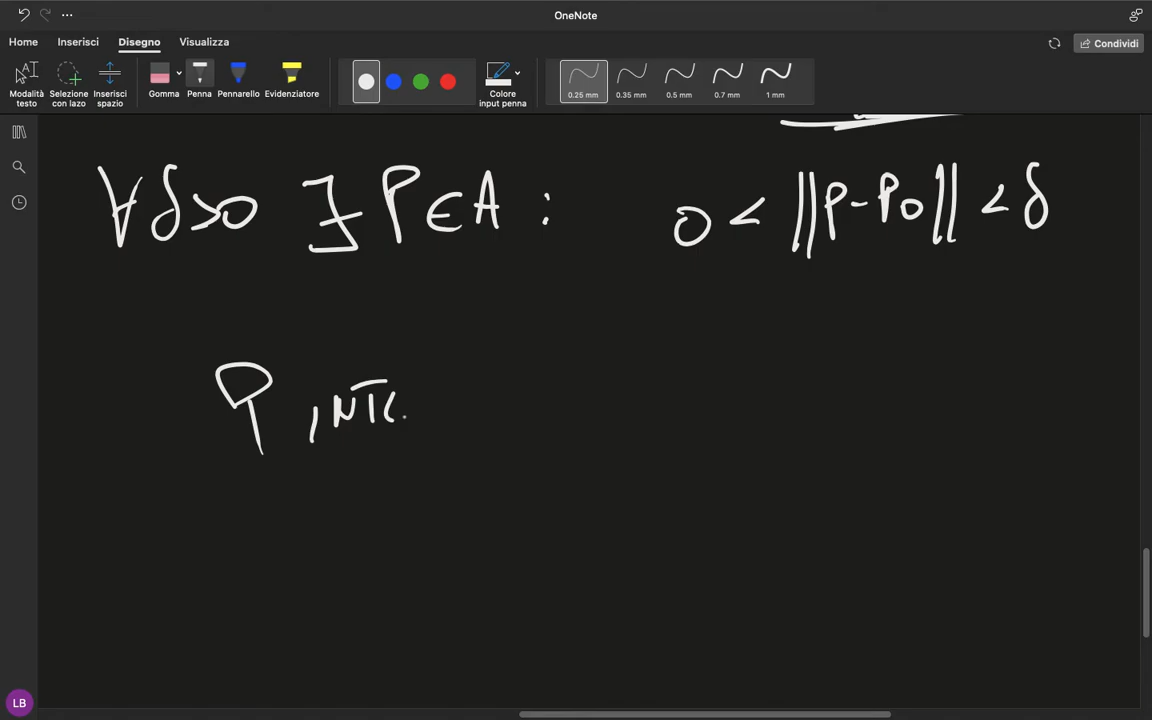 OneNote
Home Inserisci Disegno Visualizza
Condividi
Modalità testo Selezione con lazo Inserisci spazio Gomma Penna Pennarello Evidenziatore Colore input penna 0.25 mm 0.35 mm 0.5 mm 0.7 mm 1 mm
∀δ>0 ∃P∈A : 0 < ||P-P0|| < δ
P INT
LB